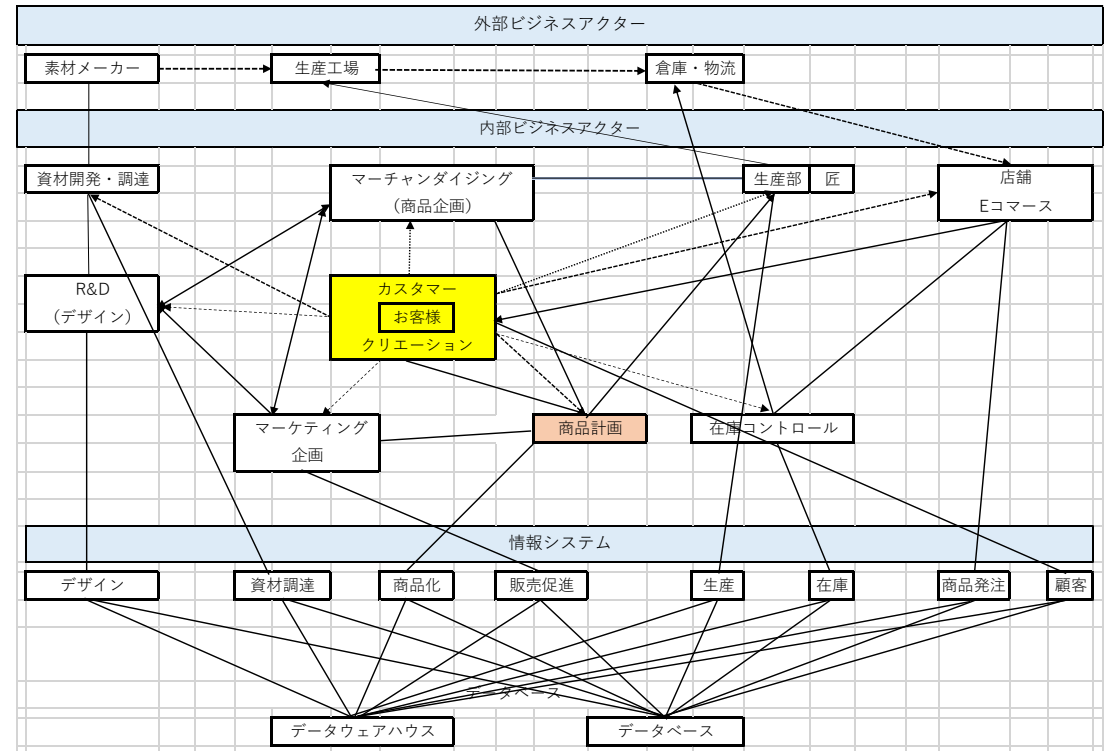 外部ビジネスアクター
素材メーカー
生産工場
倉庫・物流
内部ビジネスアクター
資材開発・調達
マーチャンダイジング
（商品企画）
生産部
匠
店舗
Eコマース
R&D
（デザイン）
カスタマー
お客様
クリエーション
マーケティング
企画
商品計画
在庫コントロール
情報システム
デザイン
資材調達
商品化
販売促進
生産
在庫
商品発注
顧客
データベース
データウェアハウス
データベース